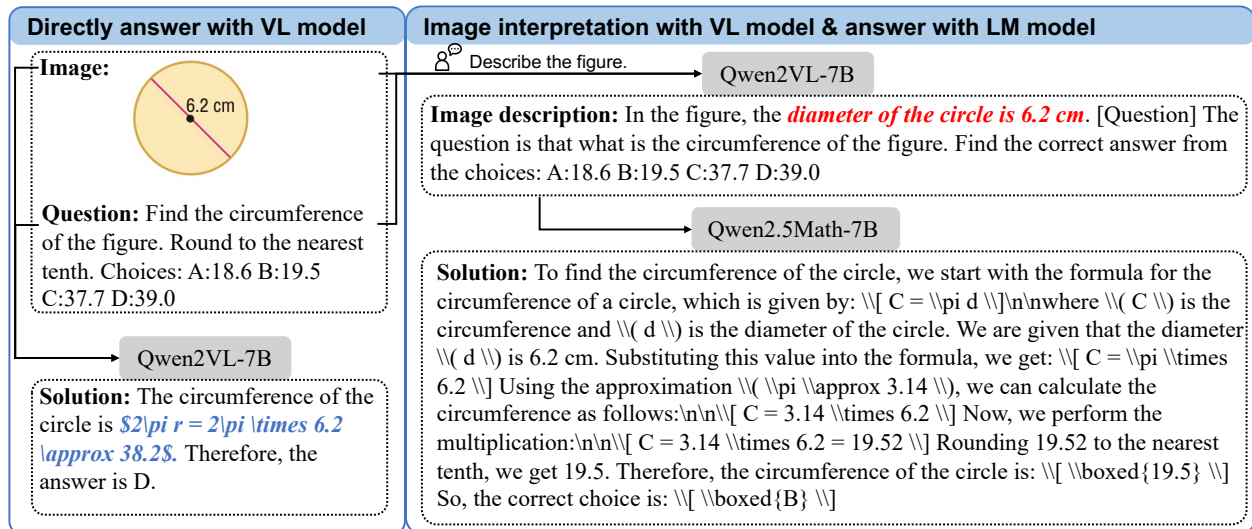 Directly answer with VL model
Image:
6.2 cm
Question: Find the circumference
of the figure. Round to the nearest
tenth. Choices: A:18.6 B:19.5
C:37.7 D:39.0
Qwen2VL-7B
Solution: The circumference of the
circle is $2\pi r = 2\pi \times 6.2
\approx 38.2$. Therefore, the
answer is D.
Image interpretation with VL model & answer with LM model
Describe the figure.
Qwen2VL-7B
Image description: In the figure, the diameter of the circle is 6.2 cm. [Question] The
question is that what is the circumference of the figure. Find the correct answer from
the choices: A:18.6 B:19.5 C:37.7 D:39.0
Qwen2.5Math-7B
Solution: To find the circumference of the circle, we start with the formula for the
circumference of a circle, which is given by: \\[ C = \\pi d \\]\n\nwhere \\( C \\) is the
circumference and \\( d \\) is the diameter of the circle. We are given that the diameter
\\( d \\) is 6.2 cm. Substituting this value into the formula, we get: \\[ C = \\pi \\times
6.2 \\] Using the approximation \\( \\pi \\approx 3.14 \\), we can calculate the
circumference as follows:\n\n\\[ C = 3.14 \\times 6.2 \\] Now, we perform the
multiplication:\n\n\\[ C = 3.14 \\times 6.2 = 19.52 \\] Rounding 19.52 to the nearest
tenth, we get 19.5. Therefore, the circumference of the circle is: \\[ \\boxed{19.5} \\]
So, the correct choice is: \\[ \\boxed{B} \\]